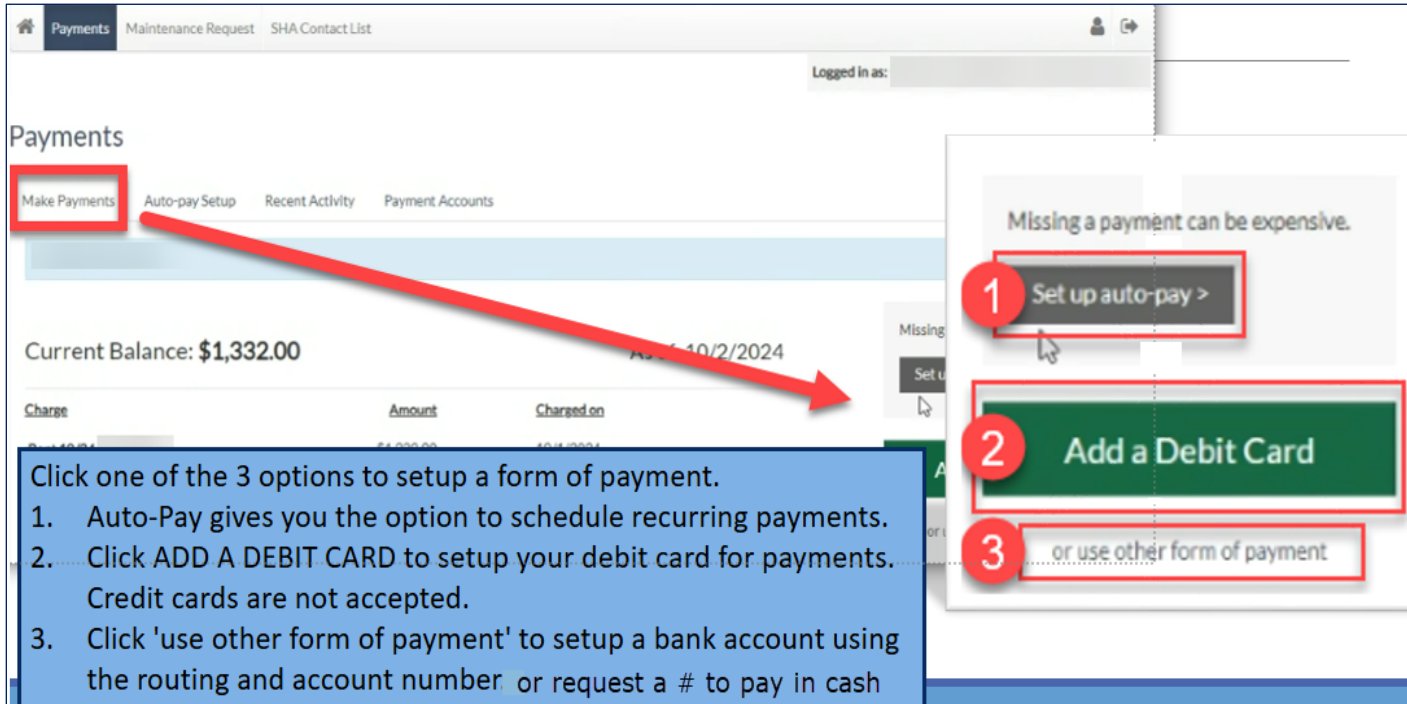 Payments Maintenance Request SHA Contact List
Logged in as:
Payments
Make Payments Auto-pay Setup Recent Activity Payment Accounts
Current Balance: $1,332.00
10/2/2024
Charge Amount Charged on
Missing
Missing a payment can be expensive.
1 Set up auto-pay >
2 Add a Debit Card
3 or use other form of payment
Click one of the 3 options to setup a form of payment.
1. Auto-Pay gives you the option to schedule recurring payments.
2. Click ADD A DEBIT CARD to setup your debit card for payments.
Credit cards are not accepted.
3. Click 'use other form of payment' to setup a bank account using
the routing and account number. or request a # to pay in cash